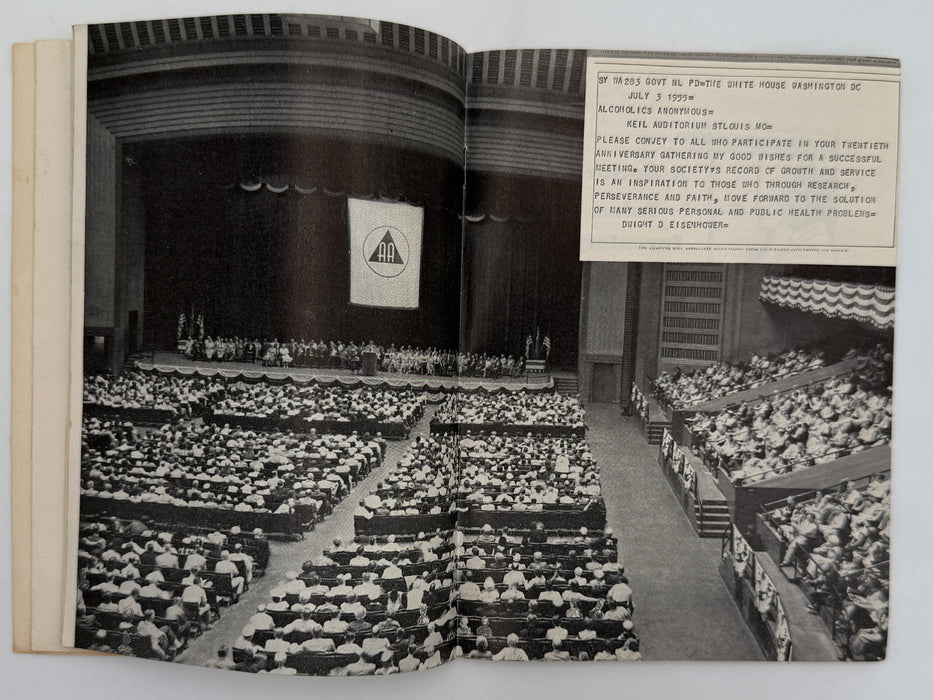 AA
SY WA283 GOVT NL PD=THE WHITE HOUSE WASHINGTON DC
JULY 3 1955=
ALCOHOLICS ANONYMOUS=
KEIL AUDITORIUM STLOUIS MO=
PLEASE CONVEY TO ALL WHO PARTICIPATE IN YOUR TWENTIETH
ANNIVERSARY GATHERING MY GOOD WISHES FOR A SUCCESSFUL
MEETING. YOUR SOCIETY'S RECORD OF GROWTH AND SERVICE
IS AN INSPIRATION TO THOSE WHO THROUGH RESEARCH,
PERSEVERANCE AND FAITH, MOVE FORWARD TO THE SOLUTION
OF MANY SERIOUS PERSONAL AND PUBLIC HEALTH PROBLEMS=
DWIGHT D EISENHOWER=